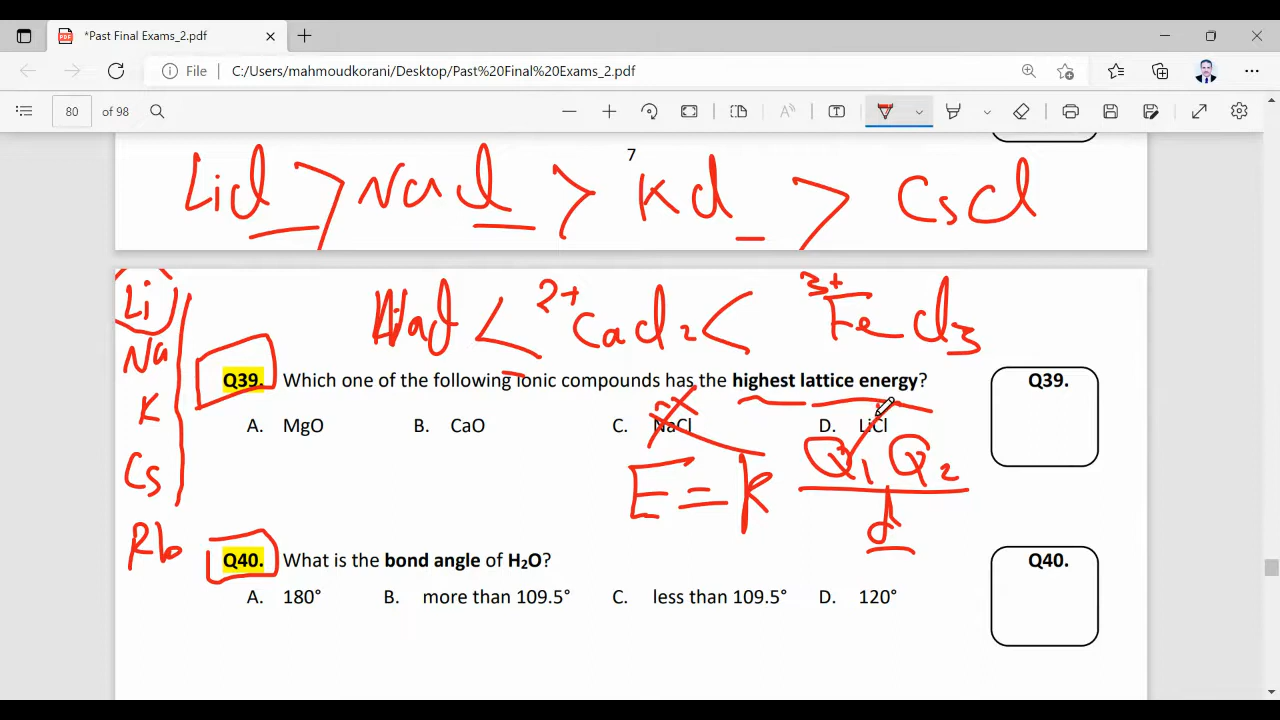 *Past Final Exams_2.pdf
File C:/Users/mahmoudkorani/Desktop/Past%20Final%20Exams_2.pdf
80 of 98
7
LiCl > NaCl > KCl > CsCl
Li
Na
K
Cs
Rb
NaCl < 2+ CaCl2 < 3+ FeCl3
Q39. Which one of the following ionic compounds has the highest lattice energy?
Q39.
A. MgO B. CaO C. NaCl D. LiCl
E = k Q1 Q2
d
Q40. What is the bond angle of H₂O?
Q40.
A. 180° B. more than 109.5° C. less than 109.5° D. 120°